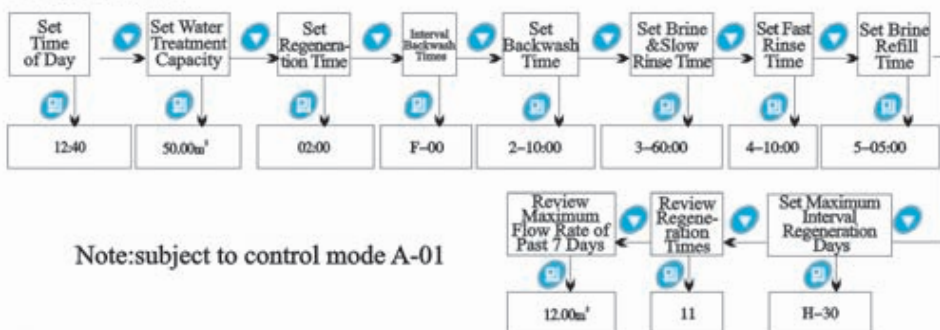 Set
Time
of Day
Set Water
Treatment
Capacity
Set
Regenera-
tion Time
Interval
Backwash
Times
Set
Backwash
Time
Set Brine
&Slow
Rinse Time
Set Fast
Rinse
Time
Set Brine
Refill
Time
12:40
50.00m³
02:00
F-00
2-10:00
3-60:00
4-10:00
5-05:00
Review
Maximum
Flow Rate of
Past 7 Days
Review
Regene-
ration
Times
Set Maximum
Interval
Regeneration
Days
Note:subject to control mode A-01
12.00m³
11
H-30